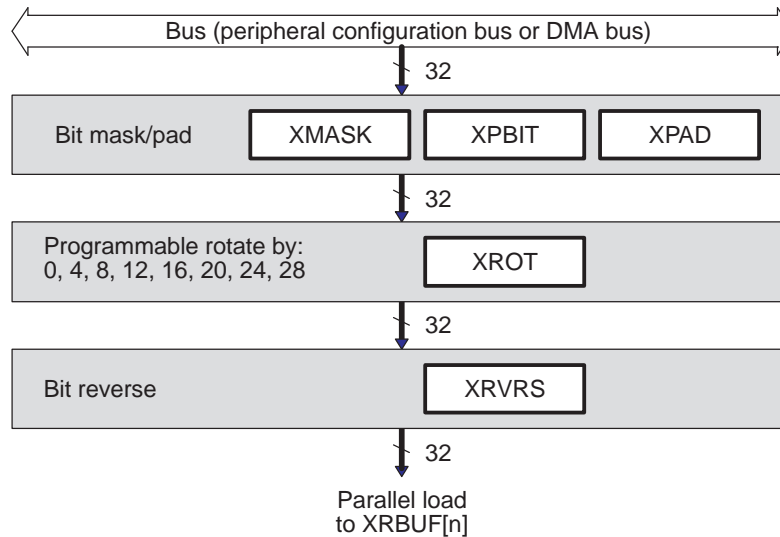 Bus (peripheral configuration bus or DMA bus)
32
Bit mask/pad XMASK XPBIT XPAD
32
Programmable rotate by:
0, 4, 8, 12, 16, 20, 24, 28
XROT
32
Bit reverse XRVRS
32
Parallel load
to XRBUF[n]